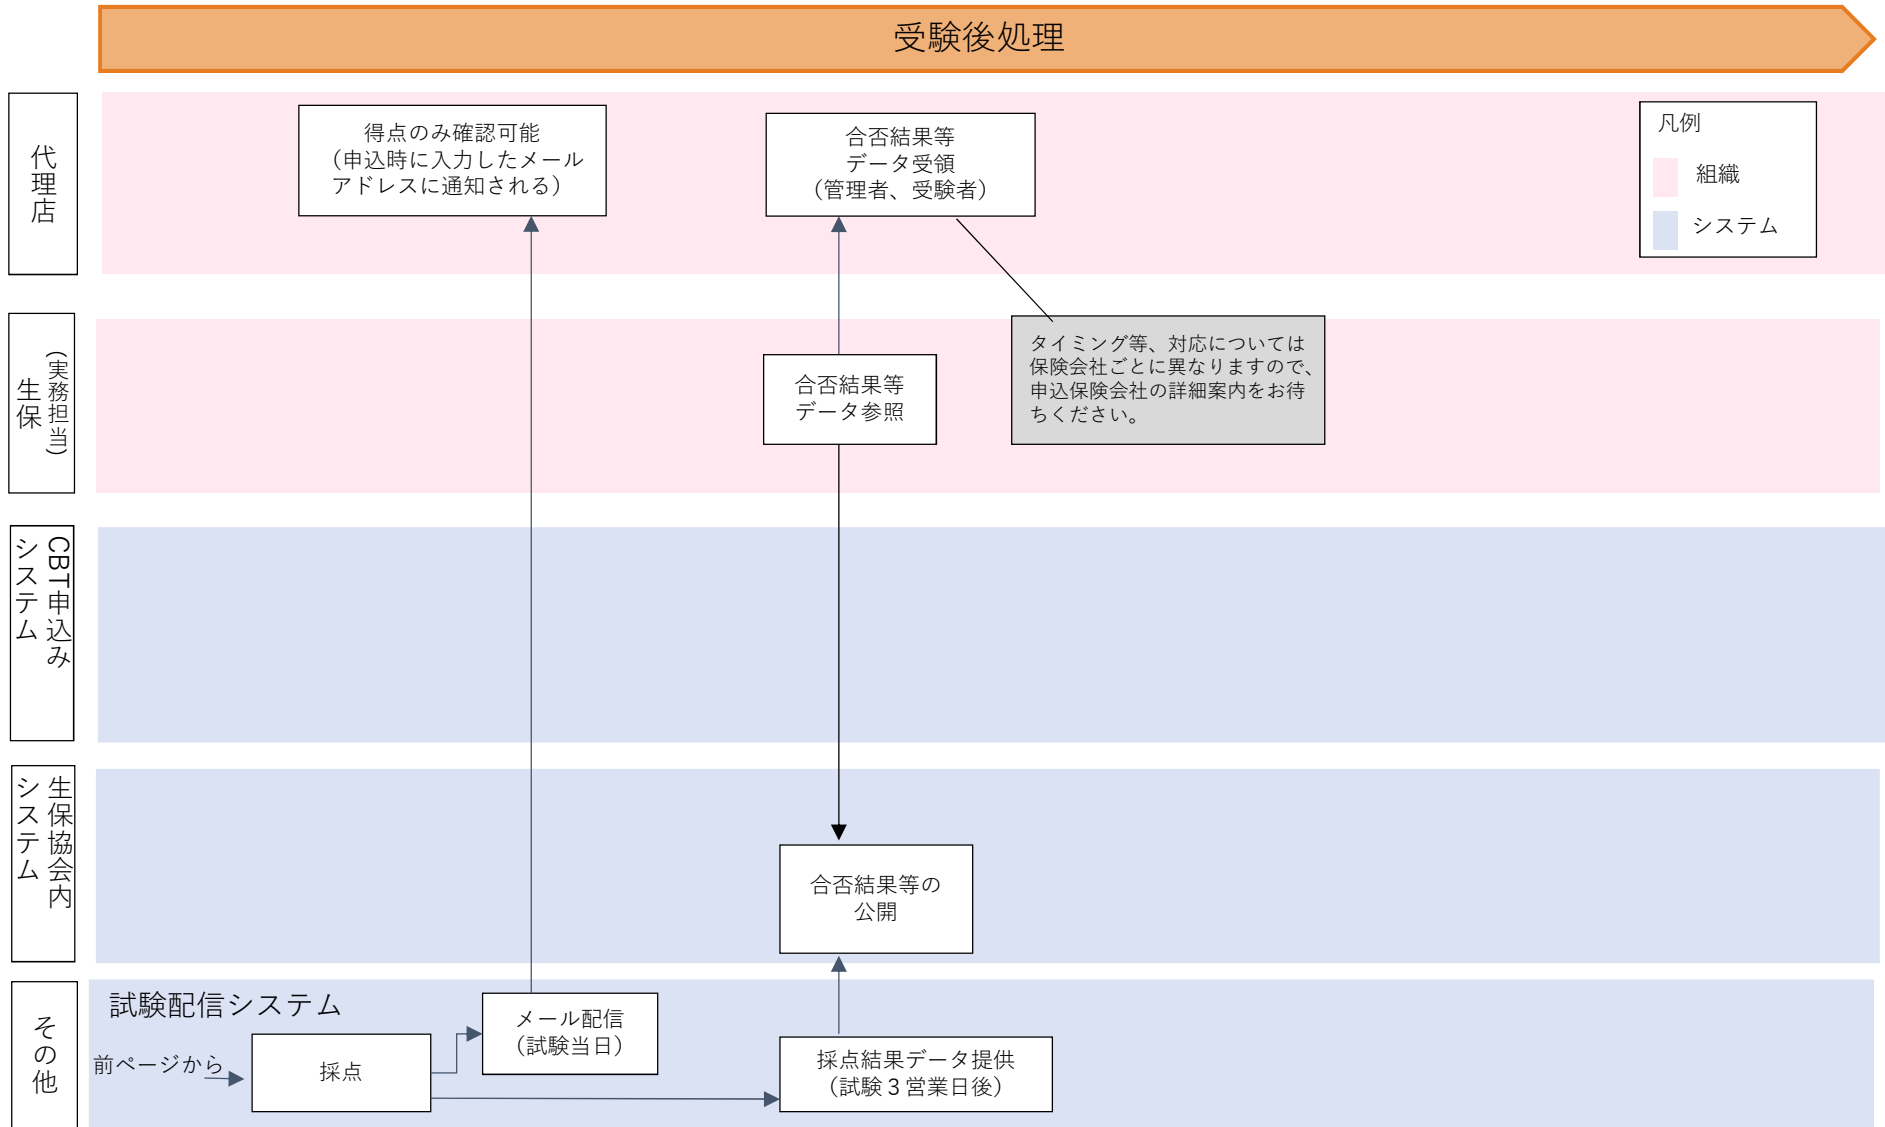 受験後処理
代理店
得点のみ確認可能
（申込時に入力したメール
アドレスに通知される）
合否結果等
データ受領
（管理者、受験者）
凡例
組織
システム
生保
（実務担当）
合否結果等
データ参照
タイミング等、対応については
保険会社ごとに異なりますので、
申込保険会社の詳細案内をお待
ちください。
CBT申込み
システム
生保協会内
システム
合否結果等の
公開
その他
試験配信システム
前ページから
採点
メール配信
（試験当日）
採点結果データ提供
（試験３営業日後）